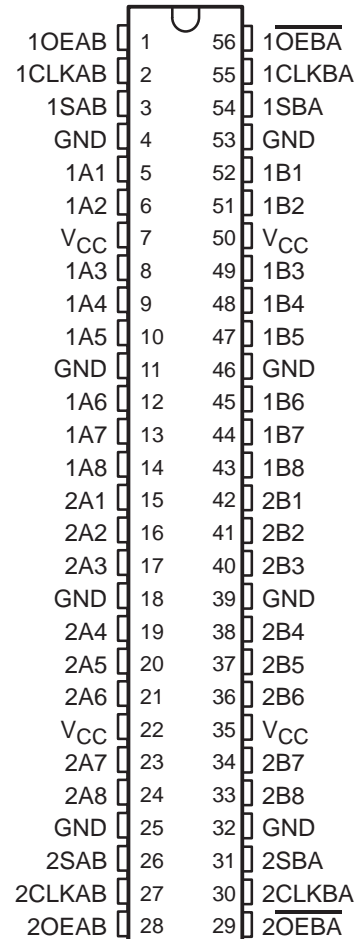 1OEAB 1 56 1O̅E̅B̅A̅
1CLKAB 2 55 1CLKBA
1SAB 3 54 1SBA
GND 4 53 GND
1A1 5 52 1B1
1A2 6 51 1B2
VCC 7 50 VCC
1A3 8 49 1B3
1A4 9 48 1B4
1A5 10 47 1B5
GND 11 46 GND
1A6 12 45 1B6
1A7 13 44 1B7
1A8 14 43 1B8
2A1 15 42 2B1
2A2 16 41 2B2
2A3 17 40 2B3
GND 18 39 GND
2A4 19 38 2B4
2A5 20 37 2B5
2A6 21 36 2B6
VCC 22 35 VCC
2A7 23 34 2B7
2A8 24 33 2B8
GND 25 32 GND
2SAB 26 31 2SBA
2CLKAB 27 30 2CLKBA
2OEAB 28 29 2O̅E̅B̅A̅